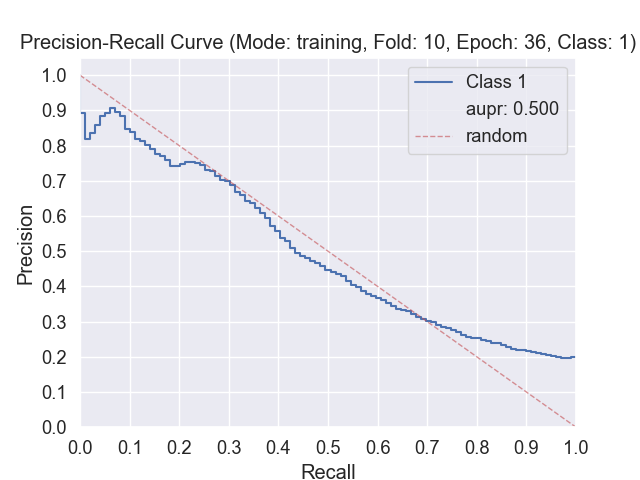 Precision-Recall Curve (Mode: training, Fold: 10, Epoch: 36, Class: 1)
1.0
0.9
0.8
0.7
0.6
0.5
0.4
0.3
0.2
0.1
0.0
Precision
Class 1
aupr: 0.500
random
0.0 0.1 0.2 0.3 0.4 0.5 0.6 0.7 0.8 0.9 1.0
Recall